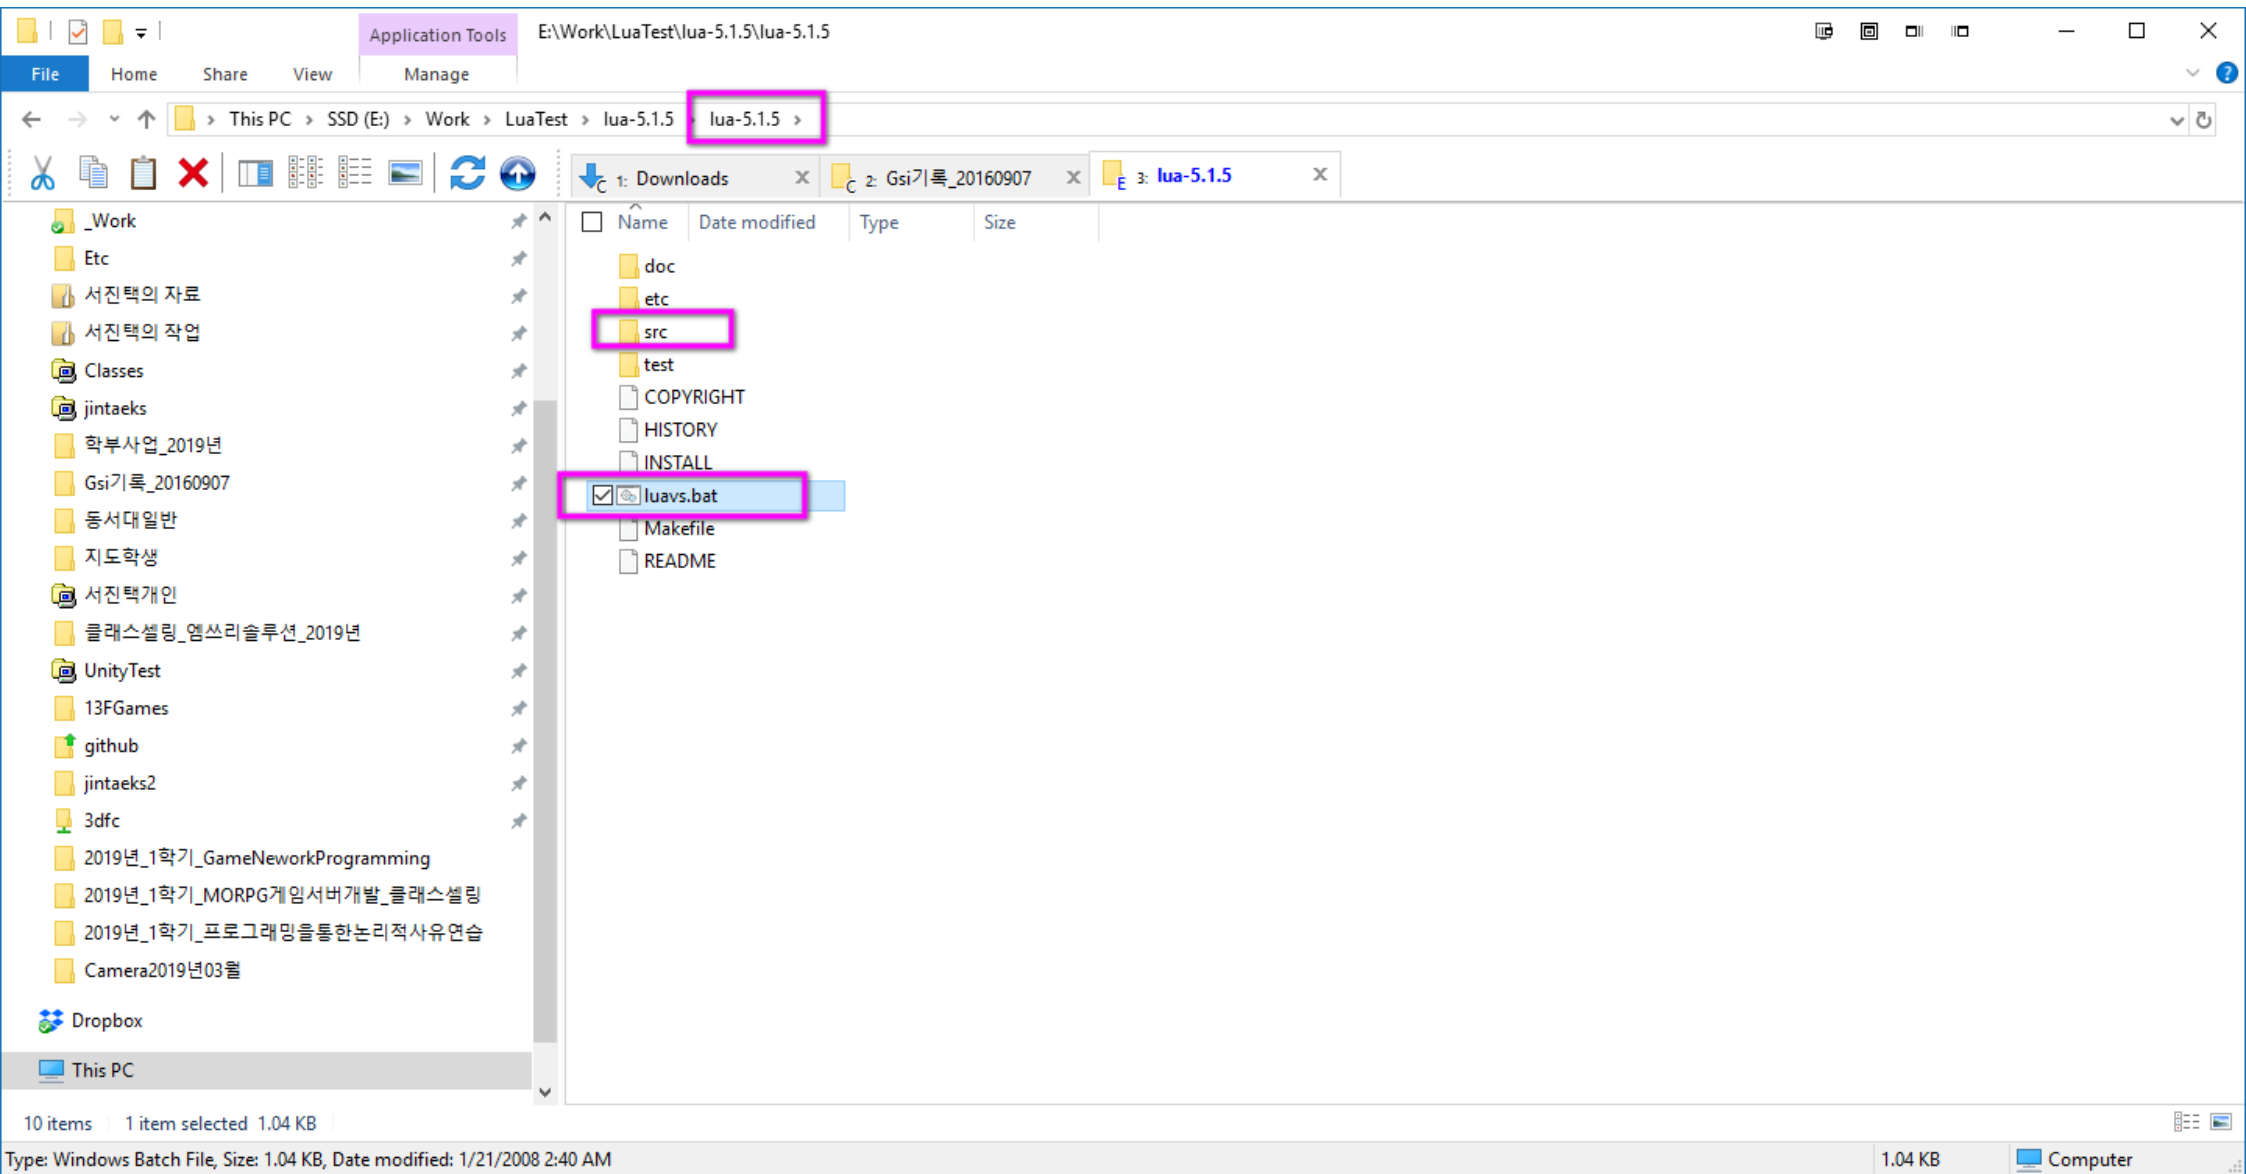 Application Tools
E:\Work\LuaTest\lua-5.1.5\lua-5.1.5
File Home Share View Manage
This PC > SSD (E:) > Work > LuaTest > lua-5.1.5 > lua-5.1.5 >
C 1: Downloads C 2: Gsi기록_20160907 E 3: lua-5.1.5
_Work
Etc
서진택의 자료
서진택의 작업
Classes
jintaeks
학부사업_2019년
Gsi기록_20160907
동서대일반
지도학생
서진택개인
클래스셀링_엠쓰리솔루션_2019년
UnityTest
13FGames
github
jintaeks2
3dfc
2019년_1학기_GameNeworkProgramming
2019년_1학기_MORPG게임서버개발_클래스셀링
2019년_1학기_프로그래밍을통한논리적사유연습
Camera2019년03월
Dropbox
This PC
Name Date modified Type Size
doc
etc
src
test
COPYRIGHT
HISTORY
INSTALL
luavs.bat
Makefile
README
10 items 1 item selected 1.04 KB
Type: Windows Batch File, Size: 1.04 KB, Date modified: 1/21/2008 2:40 AM 1.04 KB Computer